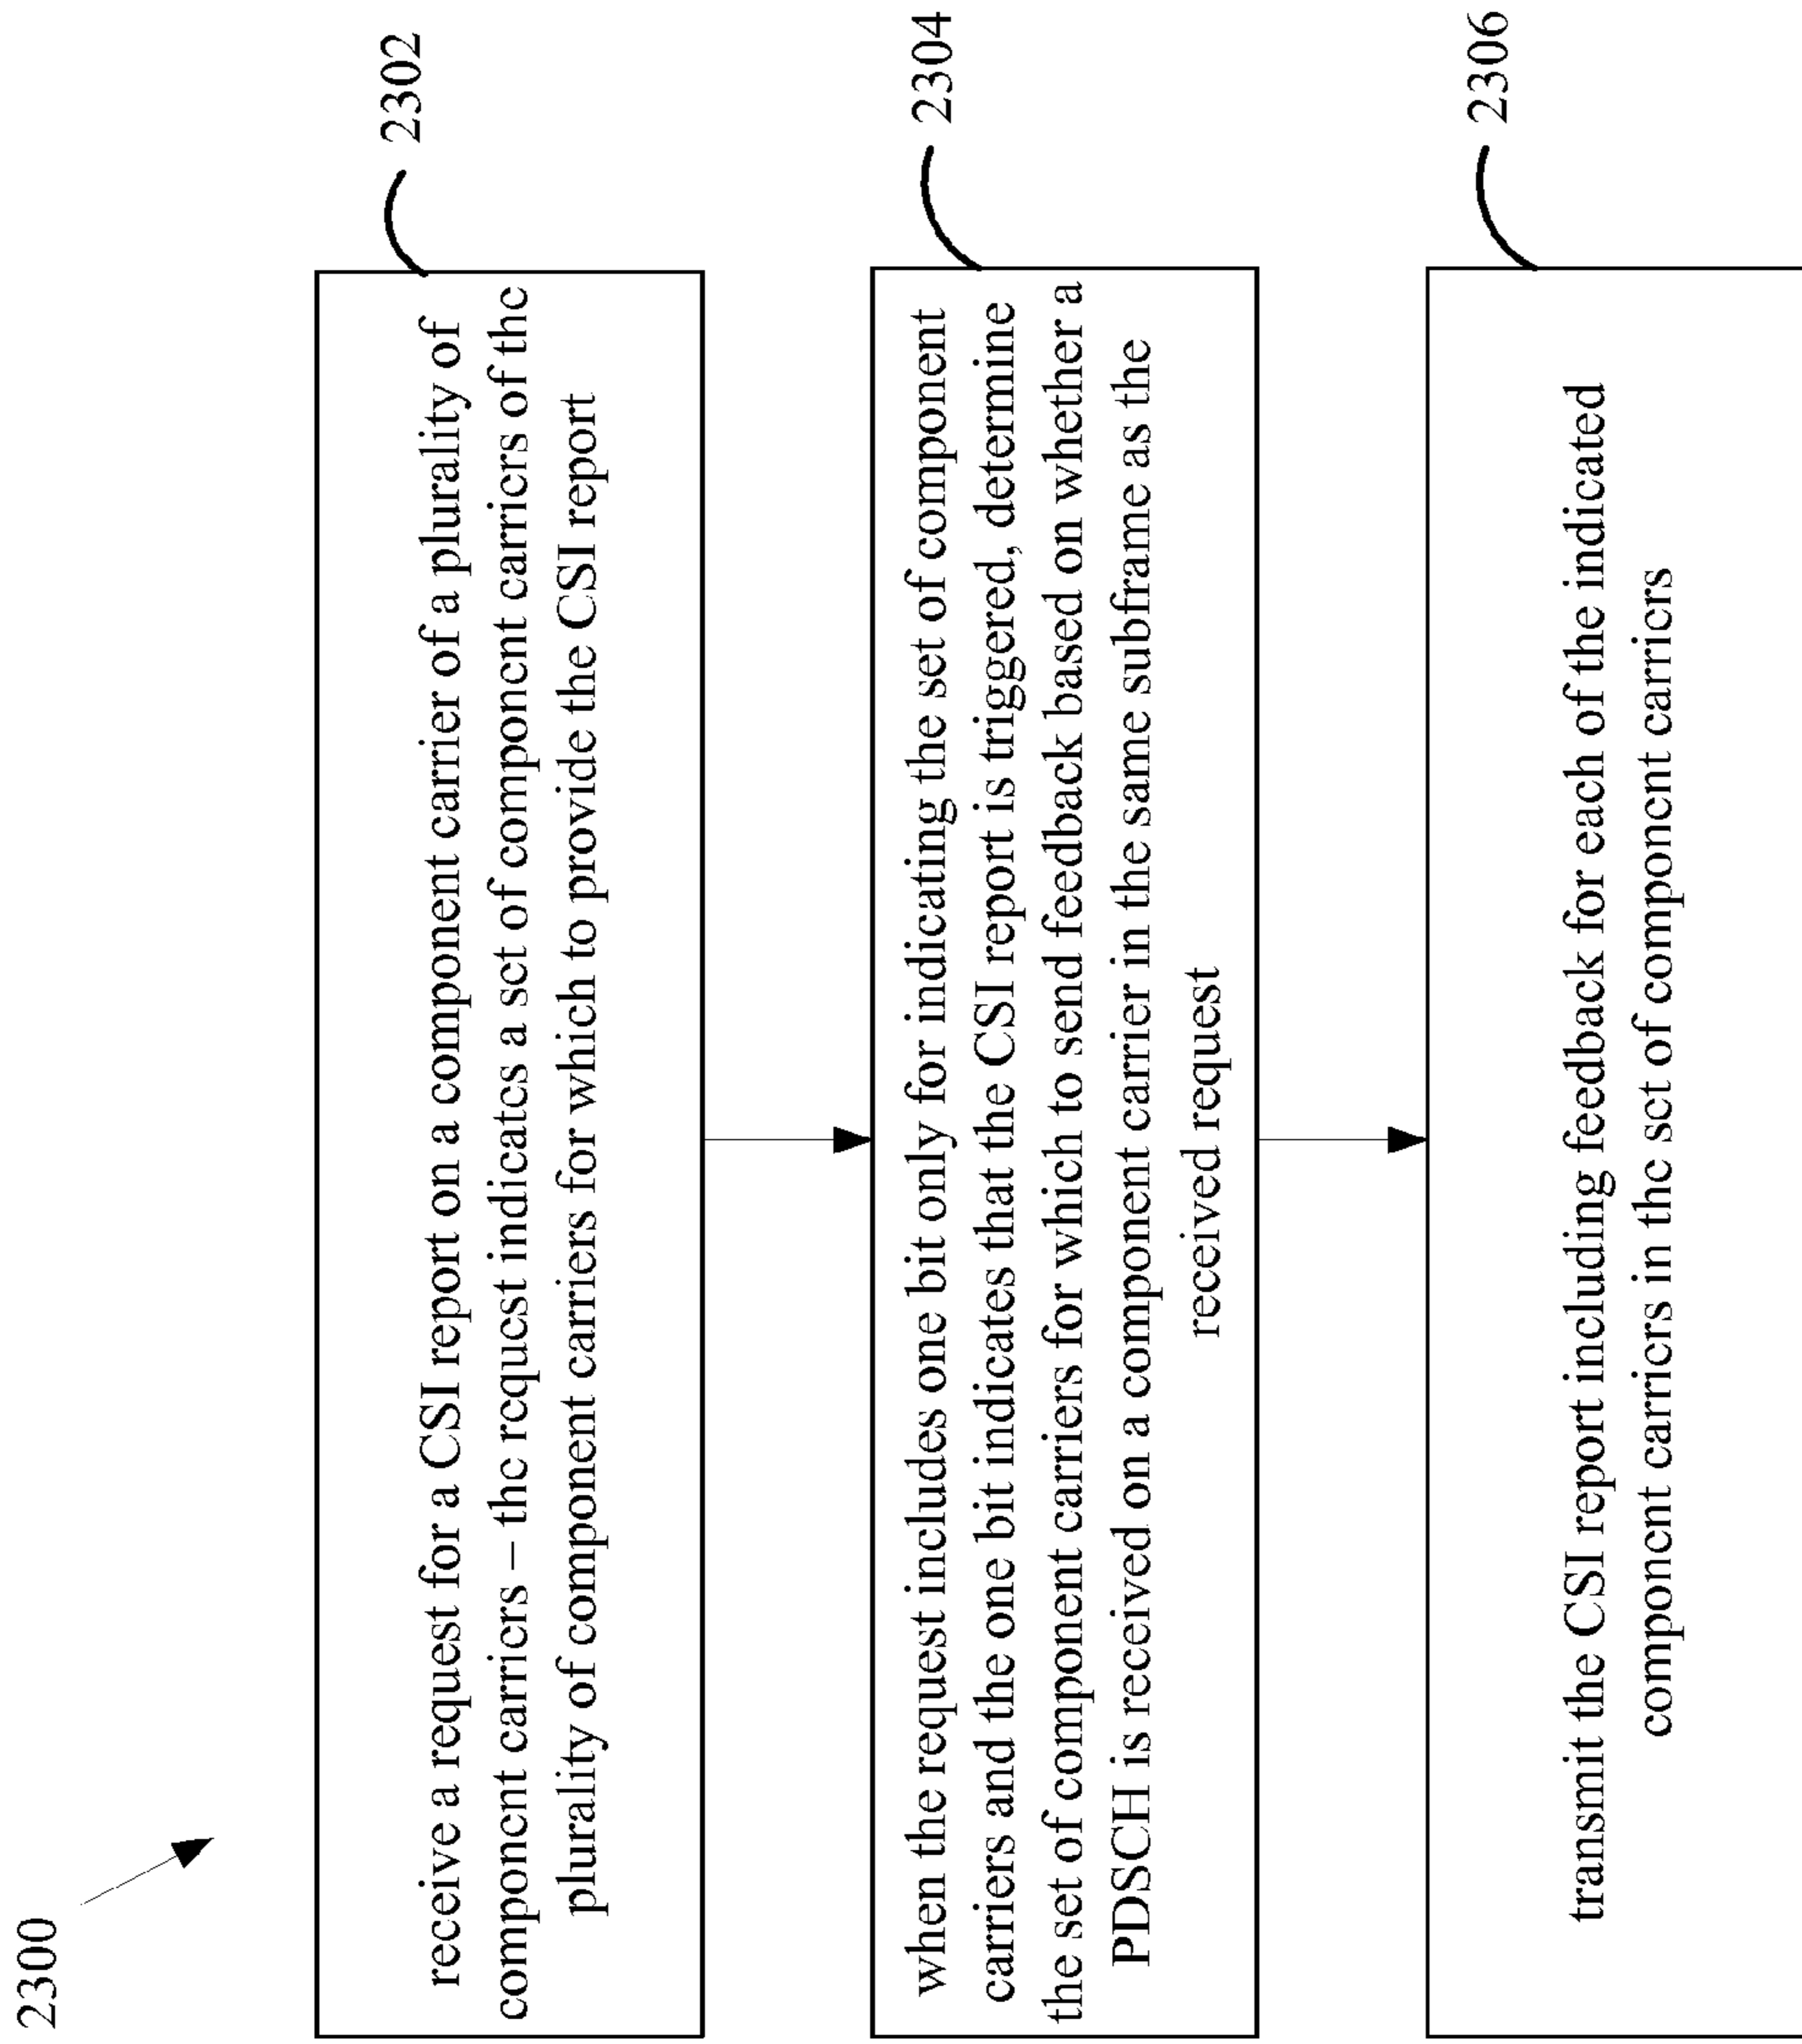 2300
receive a request for a CSI report on a component carrier of a plurality of
component carriers – the request indicates a set of component carriers of the
plurality of component carriers for which to provide the CSI report
2302
when the request includes one bit only for indicating the set of component
carriers and the one bit indicates that the CSI report is triggered, determine
the set of component carriers for which to send feedback based on whether a
PDSCH is received on a component carrier in the same subframe as the
received request
2304
transmit the CSI report including feedback for each of the indicated
component carriers in the set of component carriers
2306